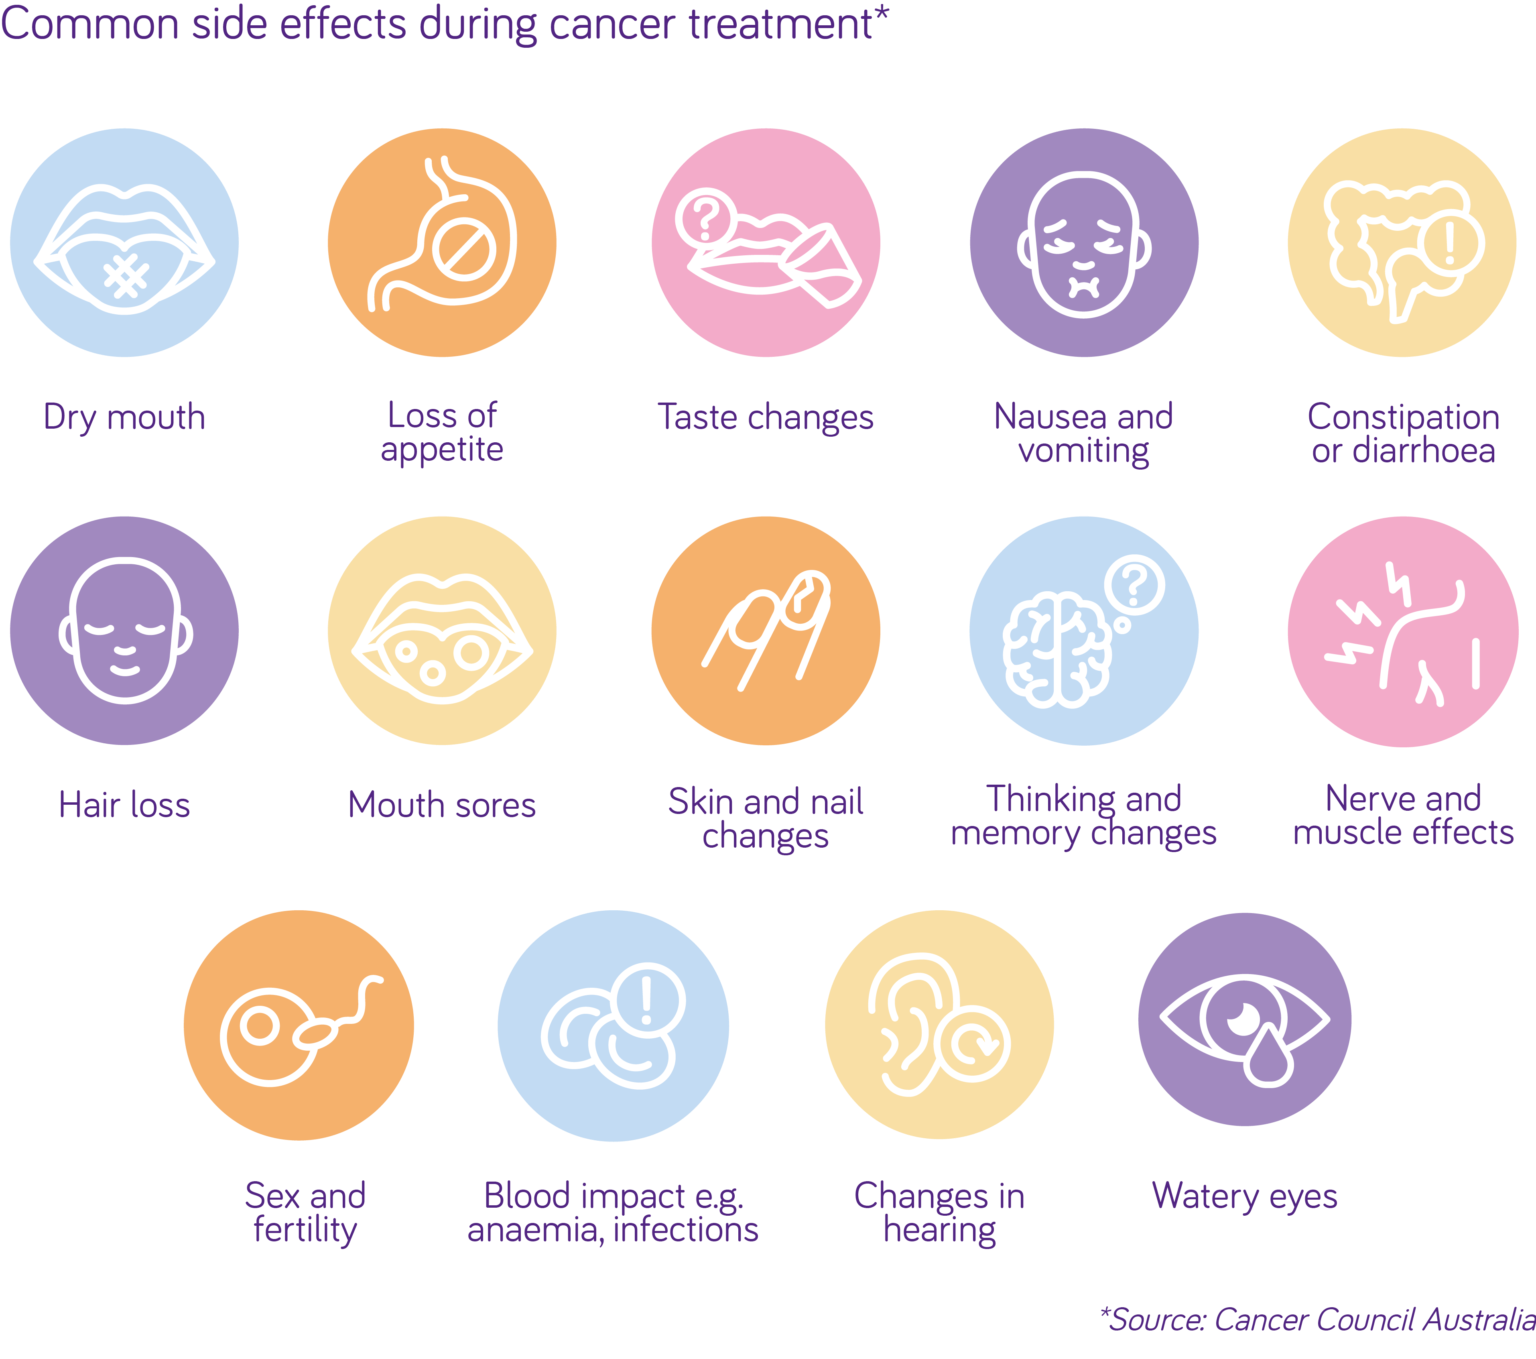 Common side effects during cancer treatment*
?
!
Dry mouth
Loss of
appetite
Taste changes
Nausea and
vomiting
Constipation
or diarrhoea
?
Hair loss
Mouth sores
Skin and nail
changes
Thinking and
memory changes
Nerve and
muscle effects
!
Sex and
fertility
Blood impact e.g.
anaemia, infections
Changes in
hearing
Watery eyes
*Source: Cancer Council Australia